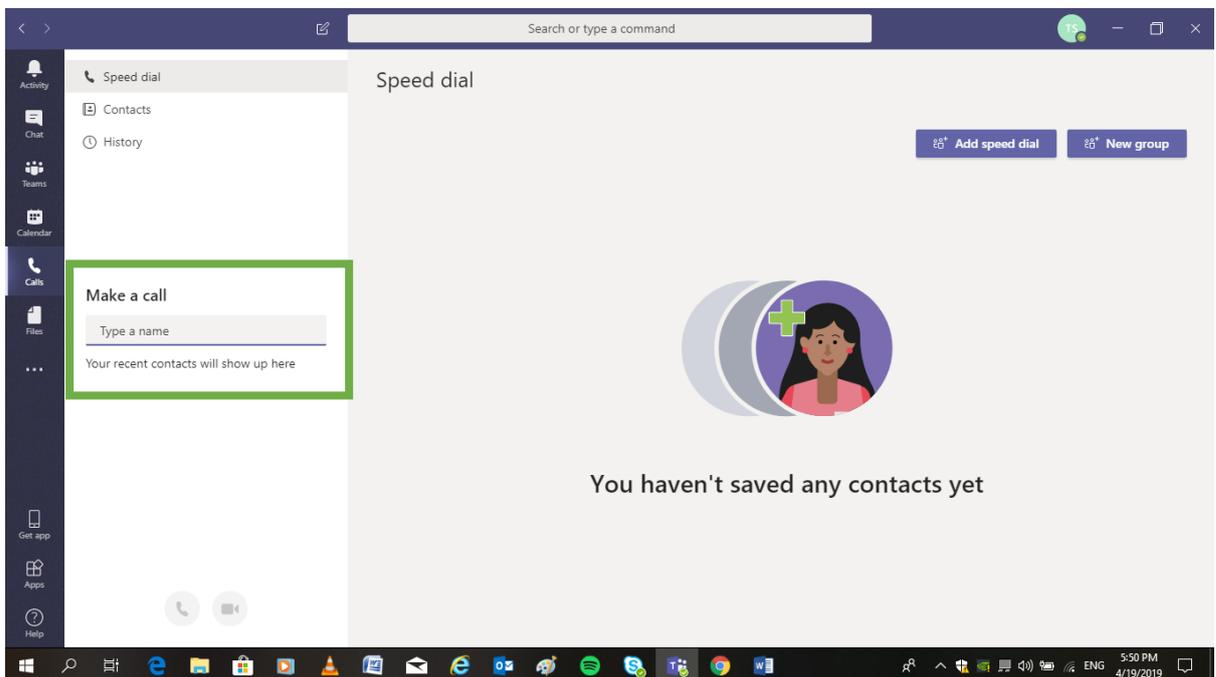 Search or type a command
TS
Activity
Chat
Teams
Calendar
Calls
Files
Get app
Apps
Help
Speed dial
Contacts
History
Make a call
Type a name
Your recent contacts will show up here
Speed dial
Add speed dial
New group
You haven't saved any contacts yet
ENG
5:50 PM
4/19/2019